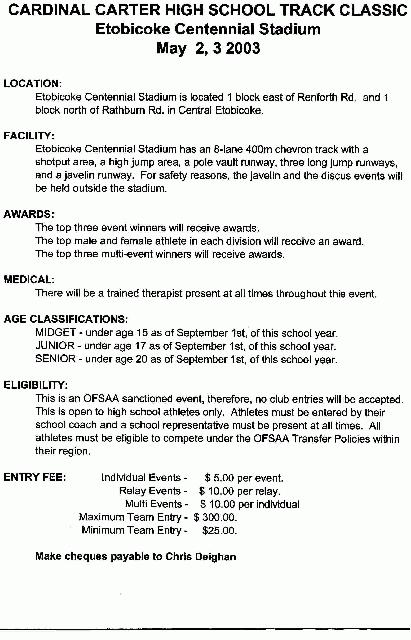 CARDINAL CARTER HIGH SCHOOL TRACK CLASSIC
Etobicoke Centennial Stadium
May 2, 3 2003
LOCATION:
Etobicoke Centennial Stadium is located 1 block east of Renforth Rd. and 1
block north of Rathburn Rd. in Central Etobicoke.
FACILITY:
Etobicoke Centennial Stadium has an 8-lane 400m chevron track with a
shotput area, a high jump area, a pole vault runway, three long jump runways,
and a javelin runway. For safety reasons, the javelin and the discus events will
be held outside the stadium.
AWARDS:
The top three event winners will receive awards.
The top male and female athlete in each division will receive an award.
The top three multi-event winners will receive awards.
MEDICAL:
There will be a trained therapist present at all times throughout this event.
AGE CLASSIFICATIONS:
MIDGET - under age 15 as of September 1st, of this school year.
JUNIOR - under age 17 as of September 1st, of this school year.
SENIOR - under age 20 as of September 1st, of this school year.
ELIGIBILITY:
This is an OFSAA sanctioned event, therefore, no club entries will be accepted.
This is open to high school athletes only. Athletes must be entered by their
school coach and a school representative must be present at all times. All
athletes must be eligible to compete under the OFSAA Transfer Policies within
their region.
ENTRY FEE: Individual Events - $ 5.00 per event.
Relay Events - $ 10.00 per relay.
Multi Events - $ 10.00 per individual
Maximum Team Entry - $ 300.00.
Minimum Team Entry - $25.00.
Make cheques payable to Chris Deighan